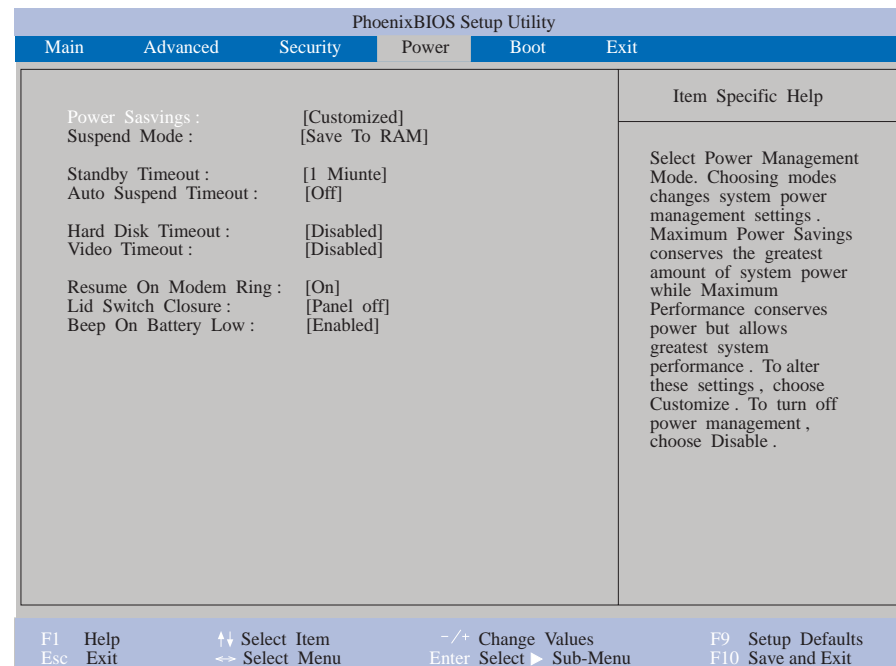 PhoenixBIOS Setup Utility
Main Advanced Security Power Boot Exit
Power Sasvings : [Customized]
Suspend Mode : [Save To RAM]
Standby Timeout : [1 Miunte]
Auto Suspend Timeout : [Off]
Hard Disk Timeout : [Disabled]
Video Timeout : [Disabled]
Resume On Modem Ring : [On]
Lid Switch Closure : [Panel off]
Beep On Battery Low : [Enabled]
Item Specific Help
Select Power Management
Mode. Choosing modes
changes system power
management settings .
Maximum Power Savings
conserves the greatest
amount of system power
while Maximum
Performance conserves
power but allows
greatest system
performance . To alter
these settings , choose
Customize . To turn off
power management ,
choose Disable .
F1 Help ↑↓ Select Item -/+ Change Values F9 Setup Defaults
Esc Exit <-> Select Menu Enter Select ▶ Sub-Menu F10 Save and Exit